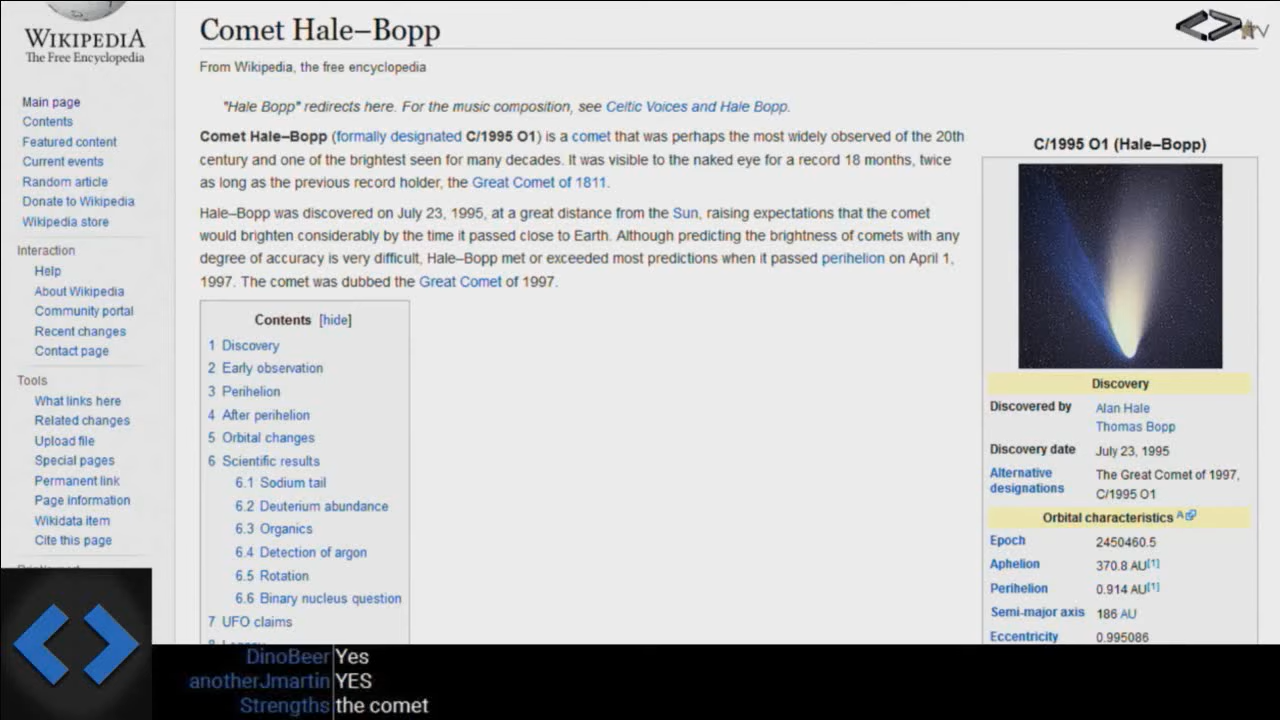 WIKIPEDIA
The Free Encyclopedia
Main page
Contents
Featured content
Current events
Random article
Donate to Wikipedia
Wikipedia store
Interaction
Help
About Wikipedia
Community portal
Recent changes
Contact page
Tools
What links here
Related changes
Upload file
Special pages
Permanent link
Page information
Wikidata item
Cite this page
Comet Hale–Bopp
From Wikipedia, the free encyclopedia
"Hale Bopp" redirects here. For the music composition, see Celtic Voices and Hale Bopp.
Comet Hale–Bopp (formally designated C/1995 O1) is a comet that was perhaps the most widely observed of the 20th
century and one of the brightest seen for many decades. It was visible to the naked eye for a record 18 months, twice
as long as the previous record holder, the Great Comet of 1811.
Hale–Bopp was discovered on July 23, 1995, at a great distance from the Sun, raising expectations that the comet
would brighten considerably by the time it passed close to Earth. Although predicting the brightness of comets with any
degree of accuracy is very difficult, Hale–Bopp met or exceeded most predictions when it passed perihelion on April 1,
1997. The comet was dubbed the Great Comet of 1997.
Contents [hide]
1 Discovery
2 Early observation
3 Perihelion
4 After perihelion
5 Orbital changes
6 Scientific results
6.1 Sodium tail
6.2 Deuterium abundance
6.3 Organics
6.4 Detection of argon
6.5 Rotation
6.6 Binary nucleus question
7 UFO claims
C/1995 O1 (Hale–Bopp)
Discovery
Discovered by Alan Hale
Thomas Bopp
Discovery date July 23, 1995
Alternative designations The Great Comet of 1997, C/1995 O1
Orbital characteristics A
Epoch 2450460.5
Aphelion 370.8 AU[1]
Perihelion 0.914 AU[1]
Semi-major axis 186 AU
Eccentricity 0.995086
DinoBeer Yes
anotherJmartin YES
Strengths the comet